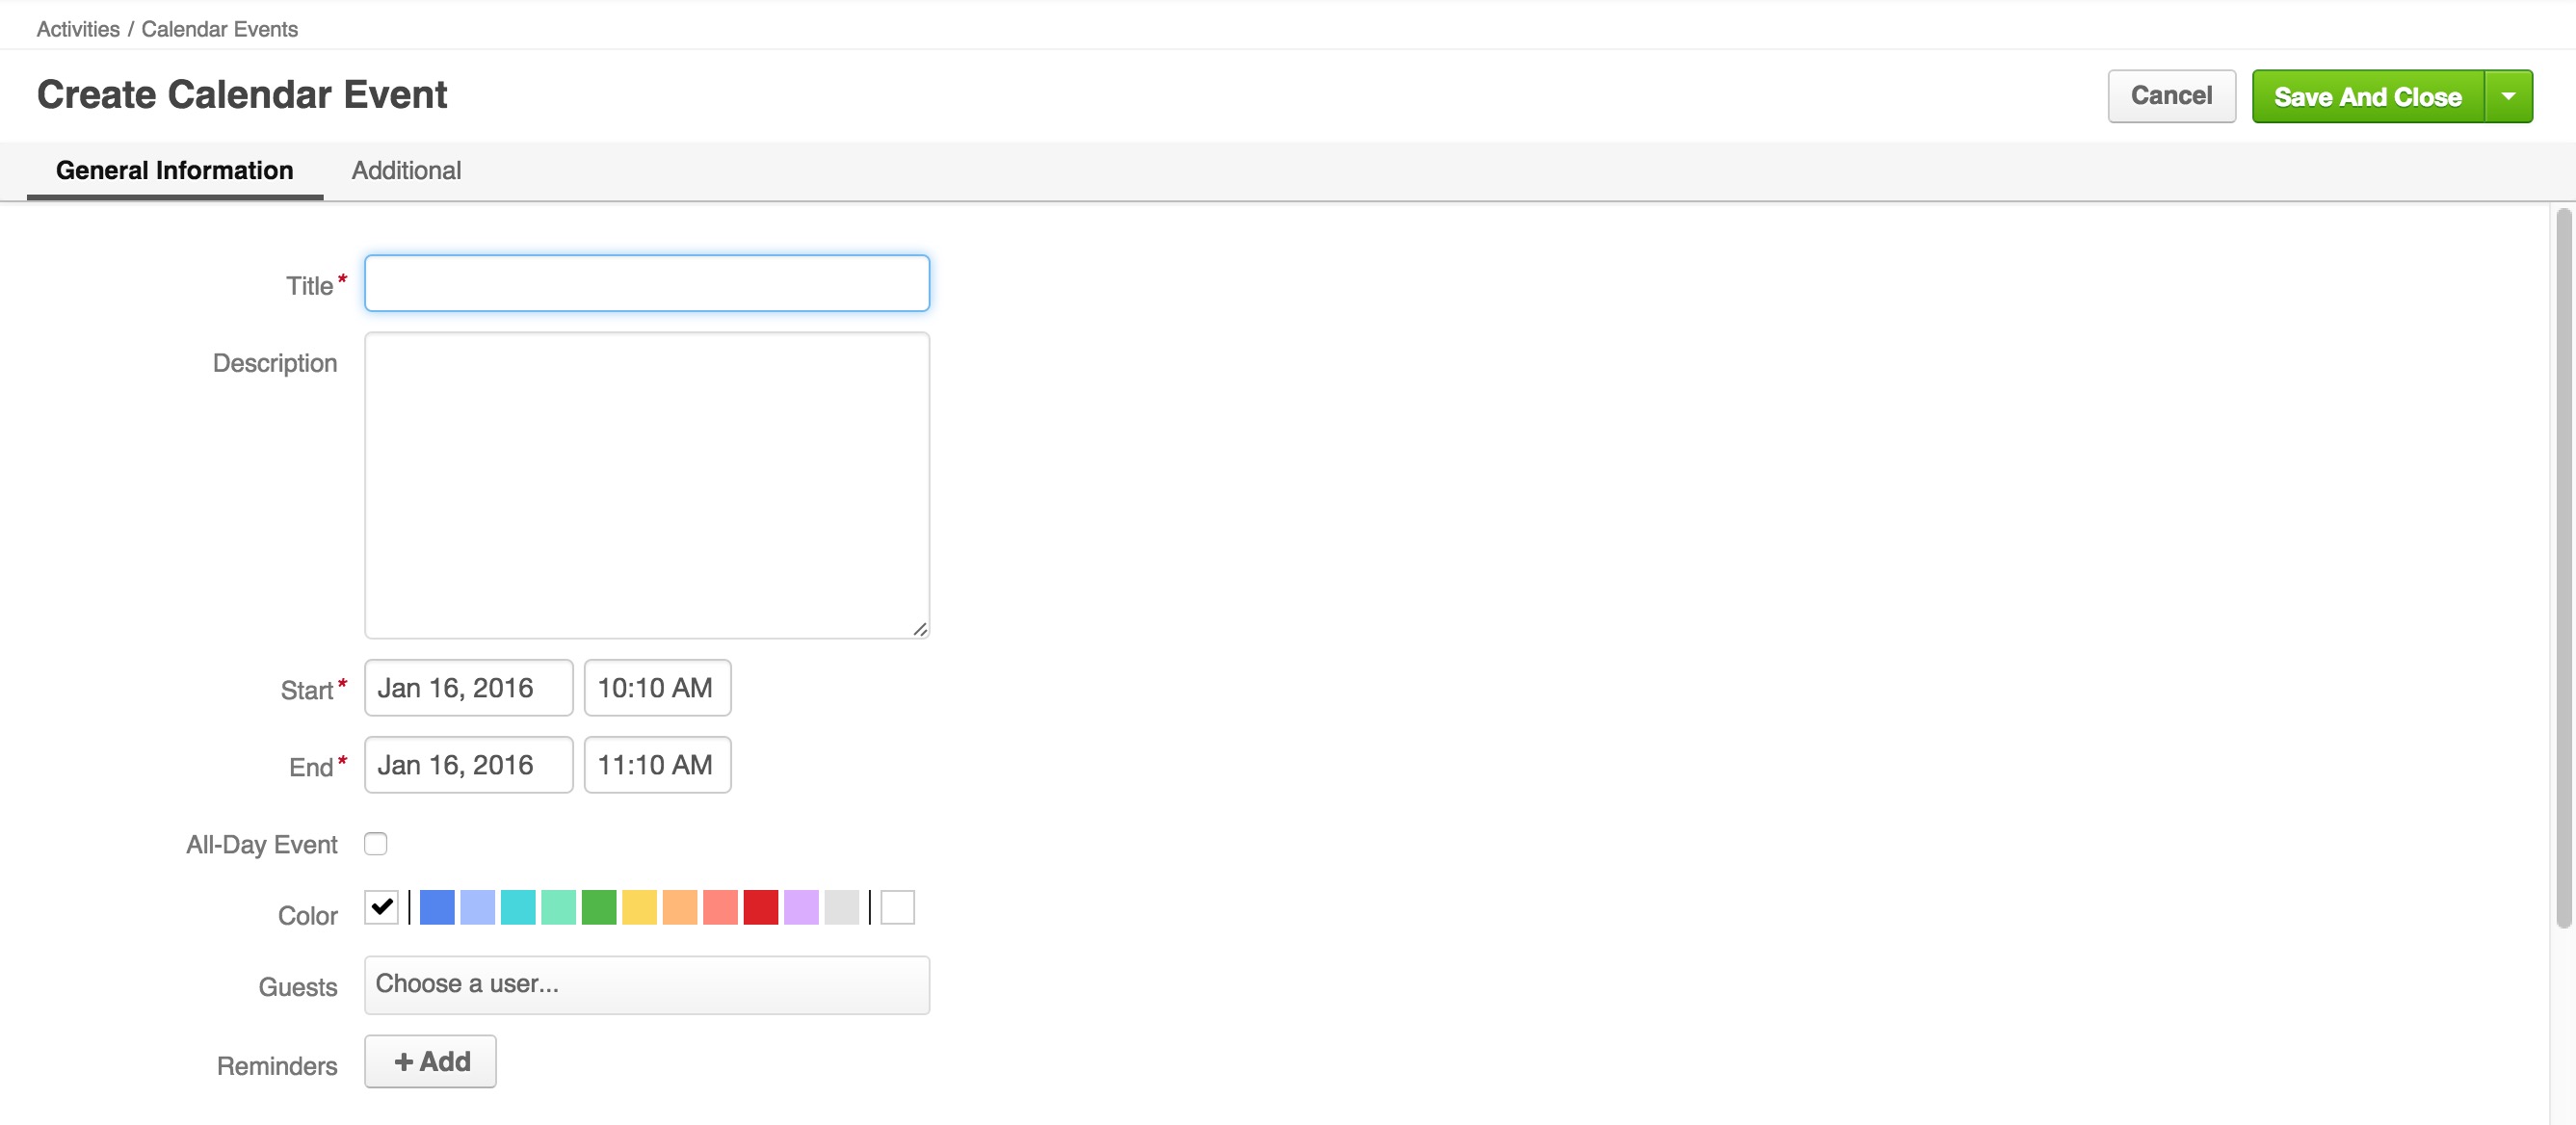 Activities / Calendar Events
Create Calendar Event
Cancel
Save And Close
General Information
Additional
Title *
Description
Start * Jan 16, 2016 10:10 AM
End * Jan 16, 2016 11:10 AM
All-Day Event
Color
Guests Choose a user...
Reminders + Add